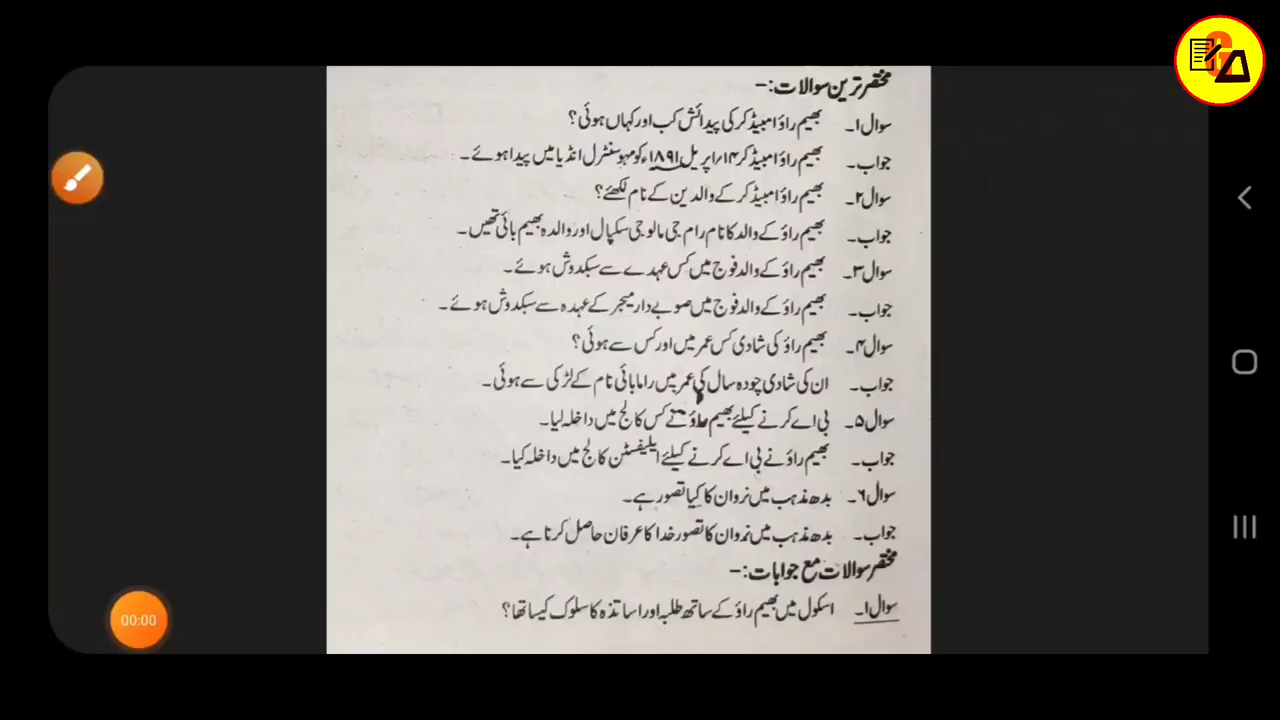 مختصر ترین سوالات:-
سوال ۱۔ بھیم راؤ امبیڈکر کی پیدائش کب اور کہاں ہوئی؟
جواب۔ بھیم راؤ امبیڈکر ۱۴؍اپریل ۱۸۹۱ء کو مہو سنٹرل انڈیا میں پیدا ہوئے۔
سوال ۲۔ بھیم راؤ امبیڈکر کے والدین کے نام لکھئے؟
جواب۔ بھیم راؤ کے والد کا نام رام جی مالو جی سکپال اور والدہ بھیم بائی تھیں۔
سوال ۳۔ بھیم راؤ کے والد فوج میں کس عہدے سے سبکدوش ہوئے۔
جواب۔ بھیم راؤ کے والد فوج میں صوبے دار میجر کے عہدہ سے سبکدوش ہوئے۔
سوال ۴۔ بھیم راؤ کی شادی کس عمر میں اور کس سے ہوئی؟
جواب۔ ان کی شادی چودہ سال کی عمر میں راما بائی نام کے لڑکی سے ہوئی۔
سوال ۵۔ بی اے کرنے کیلئے بھیم راؤ نے کس کالج میں داخلہ لیا۔
جواب۔ بھیم راؤ نے بی اے کرنے کیلئے ایلیفسٹن کالج میں داخلہ کیا۔
سوال ۶۔ بدھ مذہب میں نروان کا کیا تصور ہے۔
جواب۔ بدھ مذہب میں نروان کا تصور خدا کا عرفان حاصل کرنا ہے۔
مختصر سوالات مع جوابات:-
سوال ۱۔ اسکول میں بھیم راؤ کے ساتھ طلبہ اور اساتذہ کا سلوک کیسا تھا؟
00:00